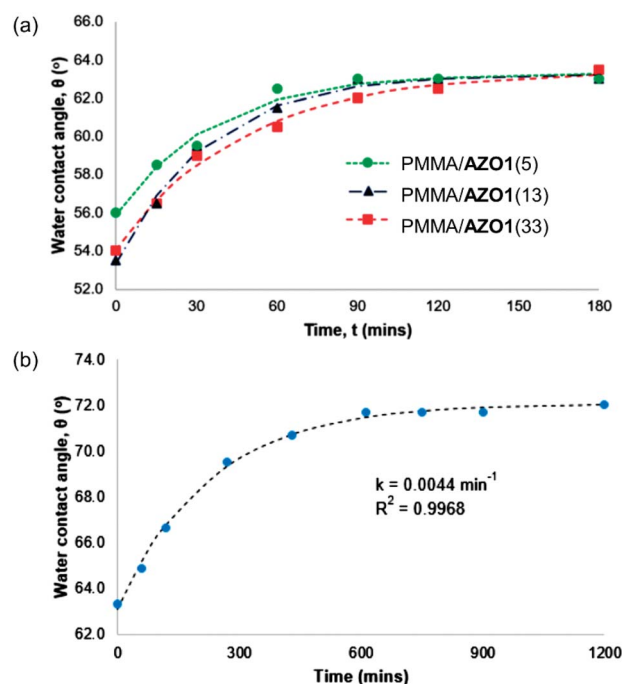 (a)
66.0
64.0
62.0
60.0
58.0
56.0
54.0
52.0
Water contact angle, θ (º)
PMMA/AZO1(5)
PMMA/AZO1(13)
PMMA/AZO1(33)
0 30 60 90 120 150 180
Time, t (mins)
(b)
74.0
72.0
70.0
68.0
66.0
64.0
62.0
Water contact angle, θ (º)
k = 0.0044 min⁻¹
R² = 0.9968
0 300 600 900 1200
Time (mins)